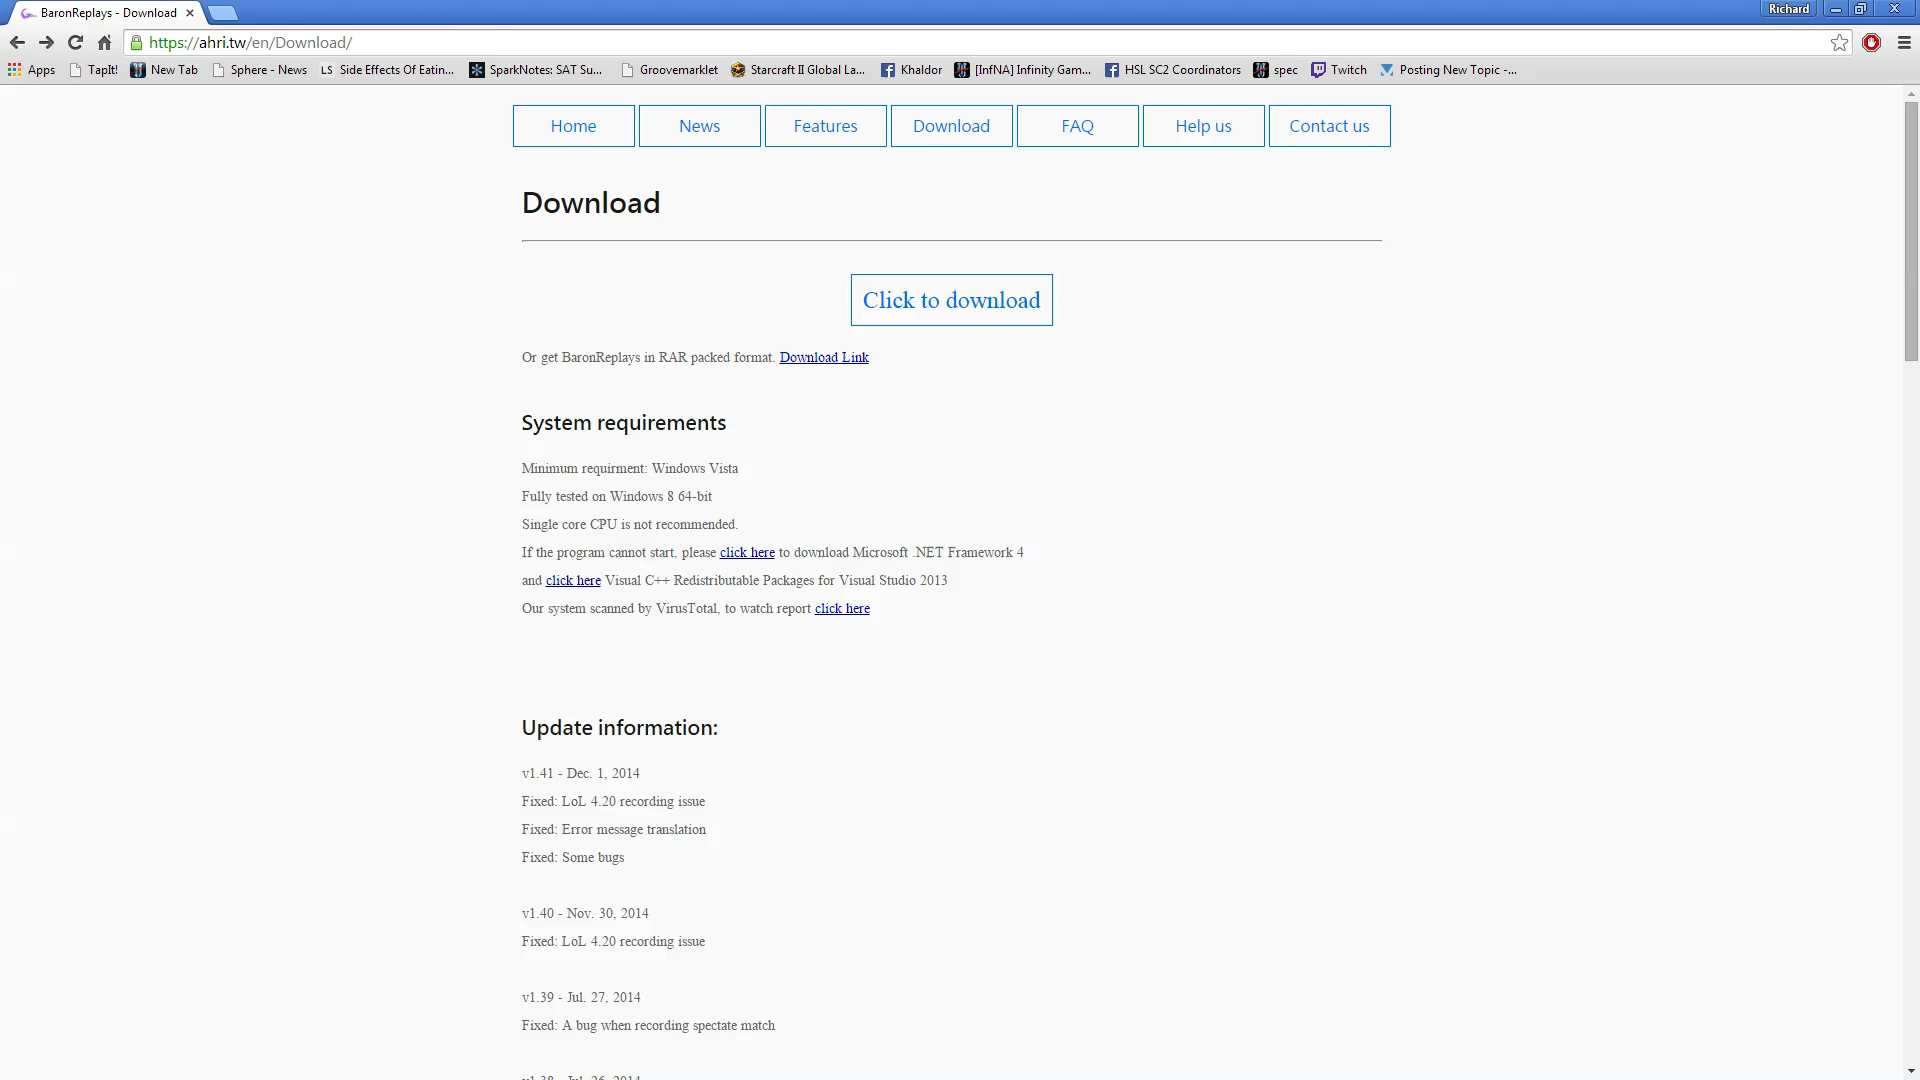 BaronReplays - Download
Richard
https://ahri.tw/en/Download/
Apps TapIt! New Tab Sphere - News LS Side Effects Of Eatin... SparkNotes: SAT Su... Groovemarklet Starcraft II Global La... Khaldor [InfNA] Infinity Gam... HSL SC2 Coordinators spec Twitch Posting New Topic -...
Home News Features Download FAQ Help us Contact us
Download
Click to download
Or get BaronReplays in RAR packed format. Download Link
System requirements
Minimum requirment: Windows Vista
Fully tested on Windows 8 64-bit
Single core CPU is not recommended.
If the program cannot start, please click here to download Microsoft .NET Framework 4
and click here Visual C++ Redistributable Packages for Visual Studio 2013
Our system scanned by VirusTotal, to watch report click here
Update information:
v1.41 - Dec. 1, 2014
Fixed: LoL 4.20 recording issue
Fixed: Error message translation
Fixed: Some bugs
v1.40 - Nov. 30, 2014
Fixed: LoL 4.20 recording issue
v1.39 - Jul. 27, 2014
Fixed: A bug when recording spectate match
v1.38 - Jul. 26, 2014